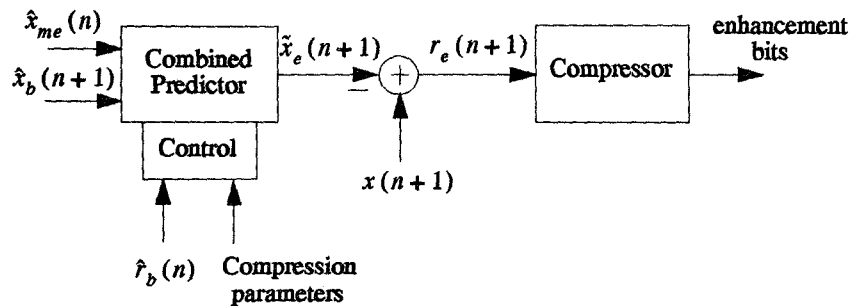 x̂_me(n)
x̂_b(n+1)
Combined
Predictor
Control
x̃_e(n+1)
−
+
r_e(n+1)
x(n+1)
Compressor
enhancement
bits
r̂_b(n)
Compression
parameters